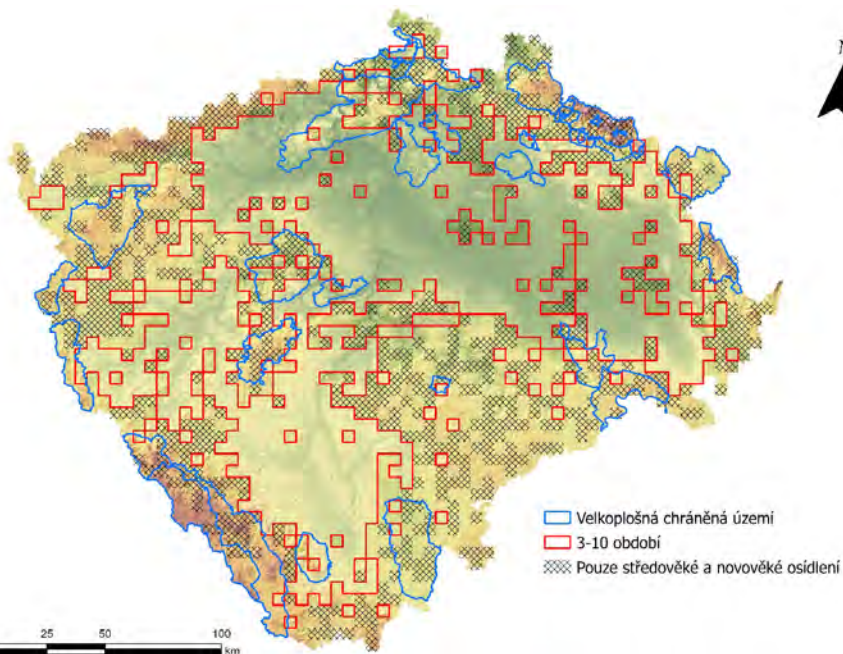 N
Velkoplošná chráněná území
3-10 období
Pouze středověké a novověké osídlení
25 50 100
km